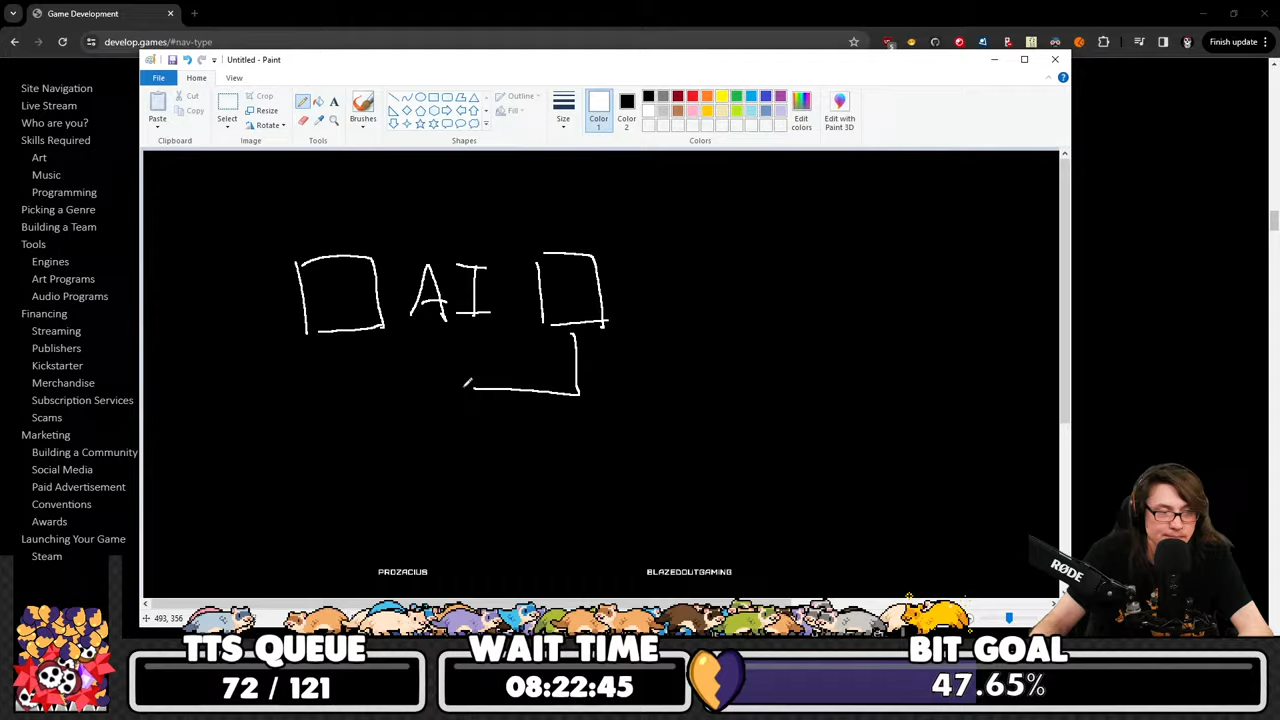 Game Development
develop.games/#nav-type
Finish update
Untitled - Paint
File
Home
View
Paste
Cut
Copy
Clipboard
Select
Crop
Resize
Rotate
Image
Tools
Brushes
Outline
Fill
Shapes
Size
Color 1
Color 2
Edit colors
Colors
Edit with Paint 3D
Site Navigation
Live Stream
Who are you?
Skills Required
Art
Music
Programming
Picking a Genre
Building a Team
Tools
Engines
Art Programs
Audio Programs
Financing
Streaming
Publishers
Kickstarter
Merchandise
Subscription Services
Scams
Marketing
Building a Community
Social Media
Paid Advertisement
Conventions
Awards
Launching Your Game
Steam
AI
PROZACIUS
BLAZEDOUTGAMING
493, 356
RØDE
TTS QUEUE
72 / 121
WAIT TIME
08:22:45
BIT GOAL
47.65%